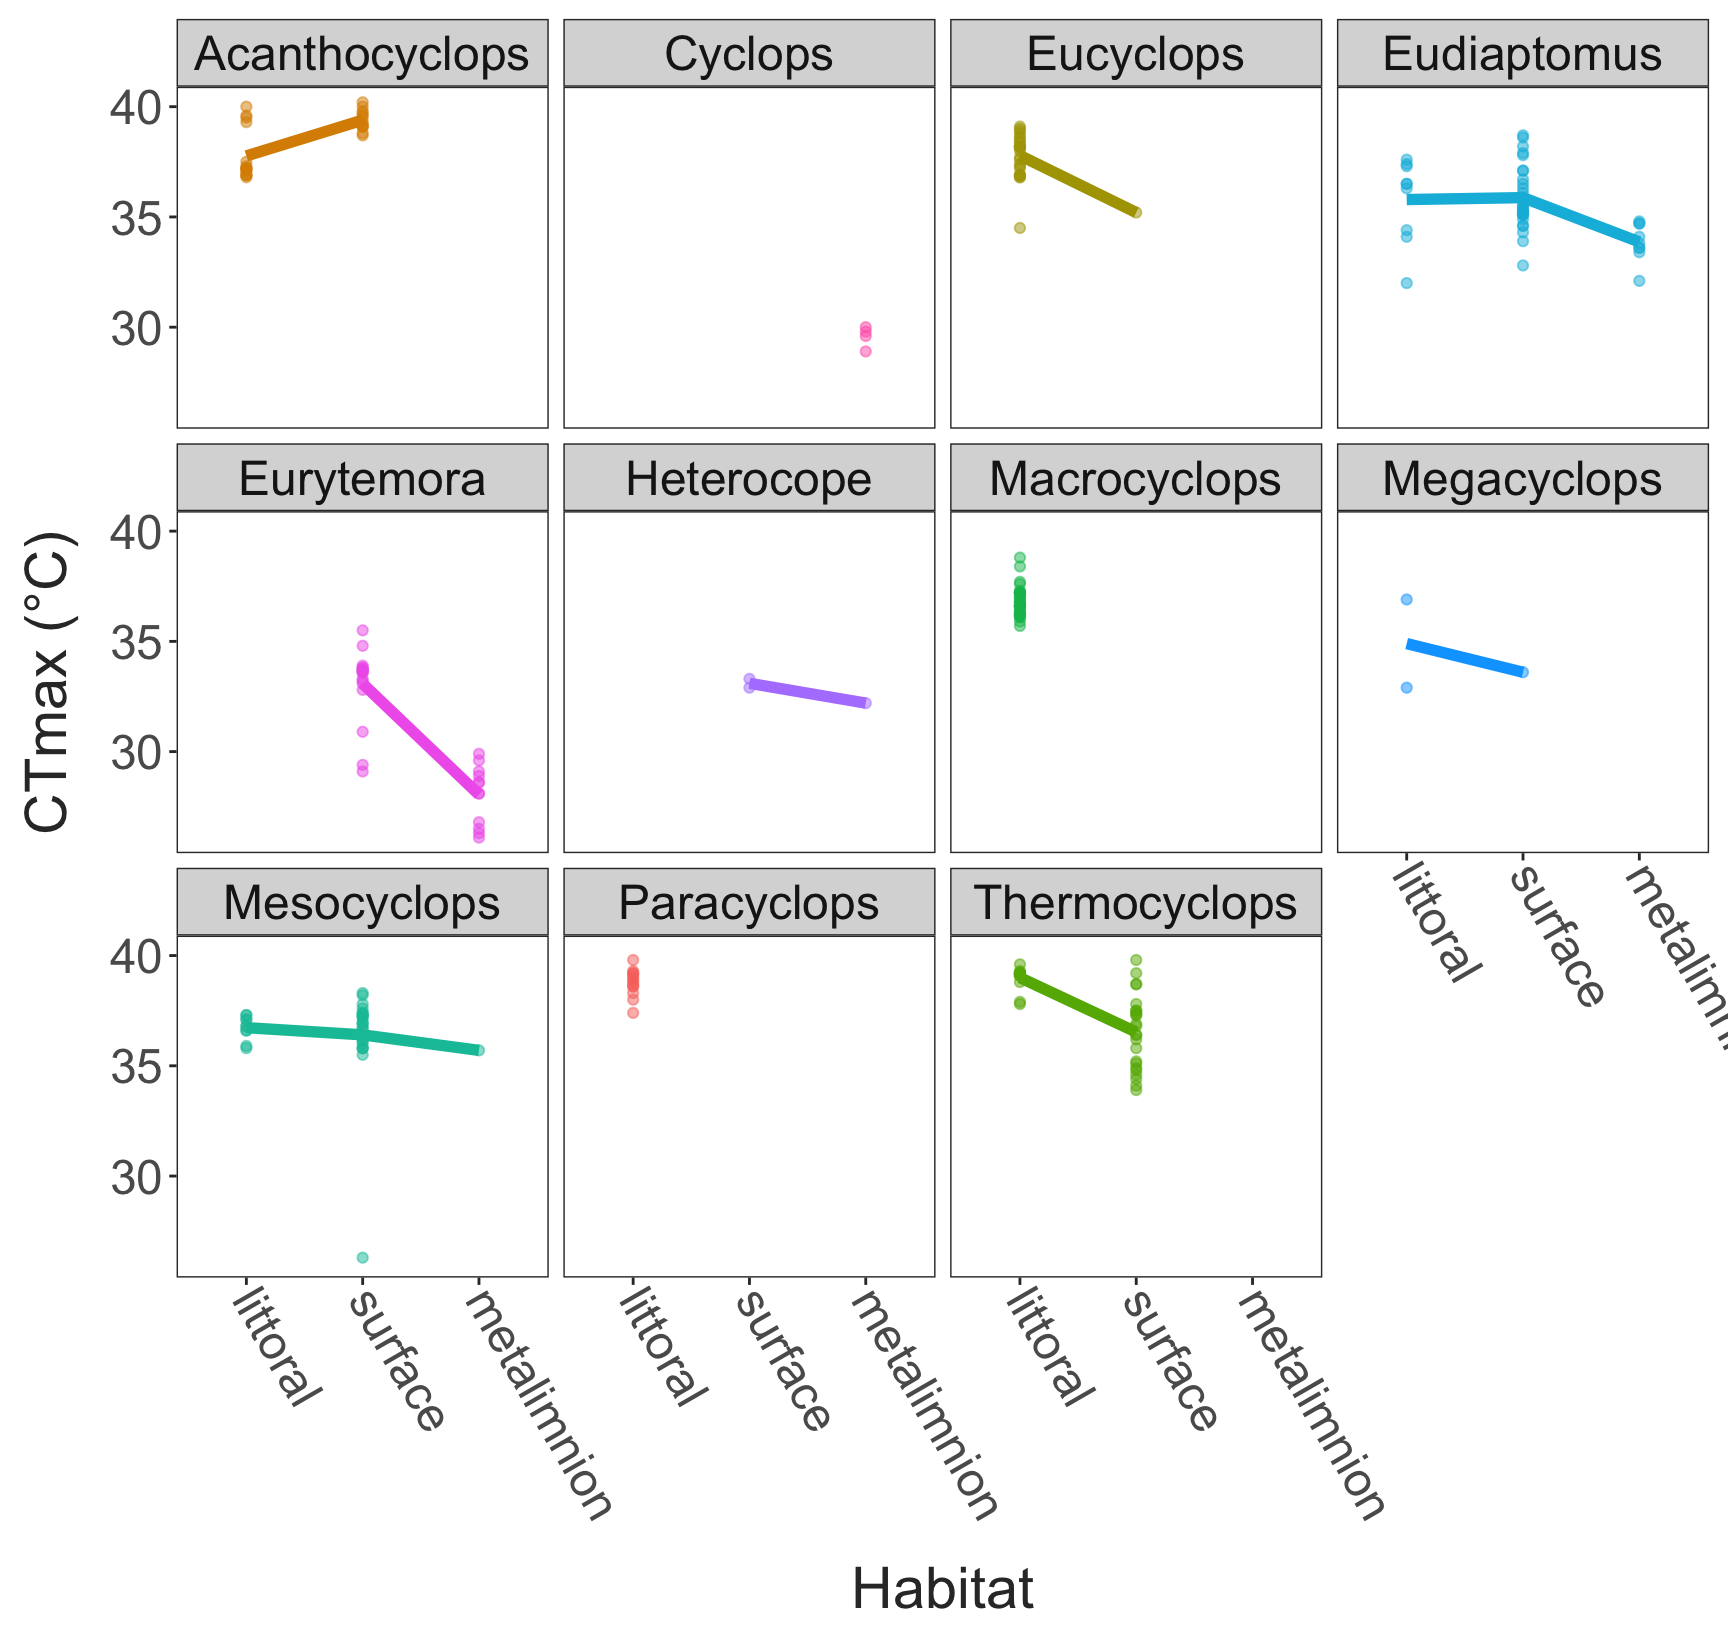 Acanthocyclops Cyclops Eucyclops Eudiaptomus
40
35
30
Eurytemora Heterocope Macrocyclops Megacyclops
40
35
30
CTmax (°C)
littoral surface
Mesocyclops Paracyclops Thermocyclops
40
35
30
littoral surface metalimnion littoral surface metalimnion littoral surface metalimnion
Habitat